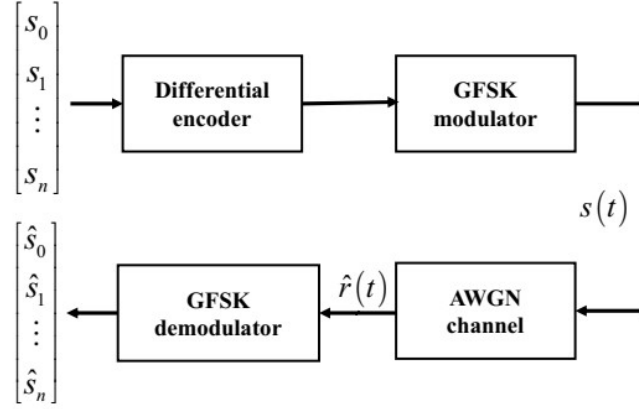 s₀
s₁
⋮
sₙ
Differential
encoder
GFSK
modulator
s(t)
ŝ₀
ŝ₁
⋮
ŝₙ
GFSK
demodulator
r̂(t)
AWGN
channel